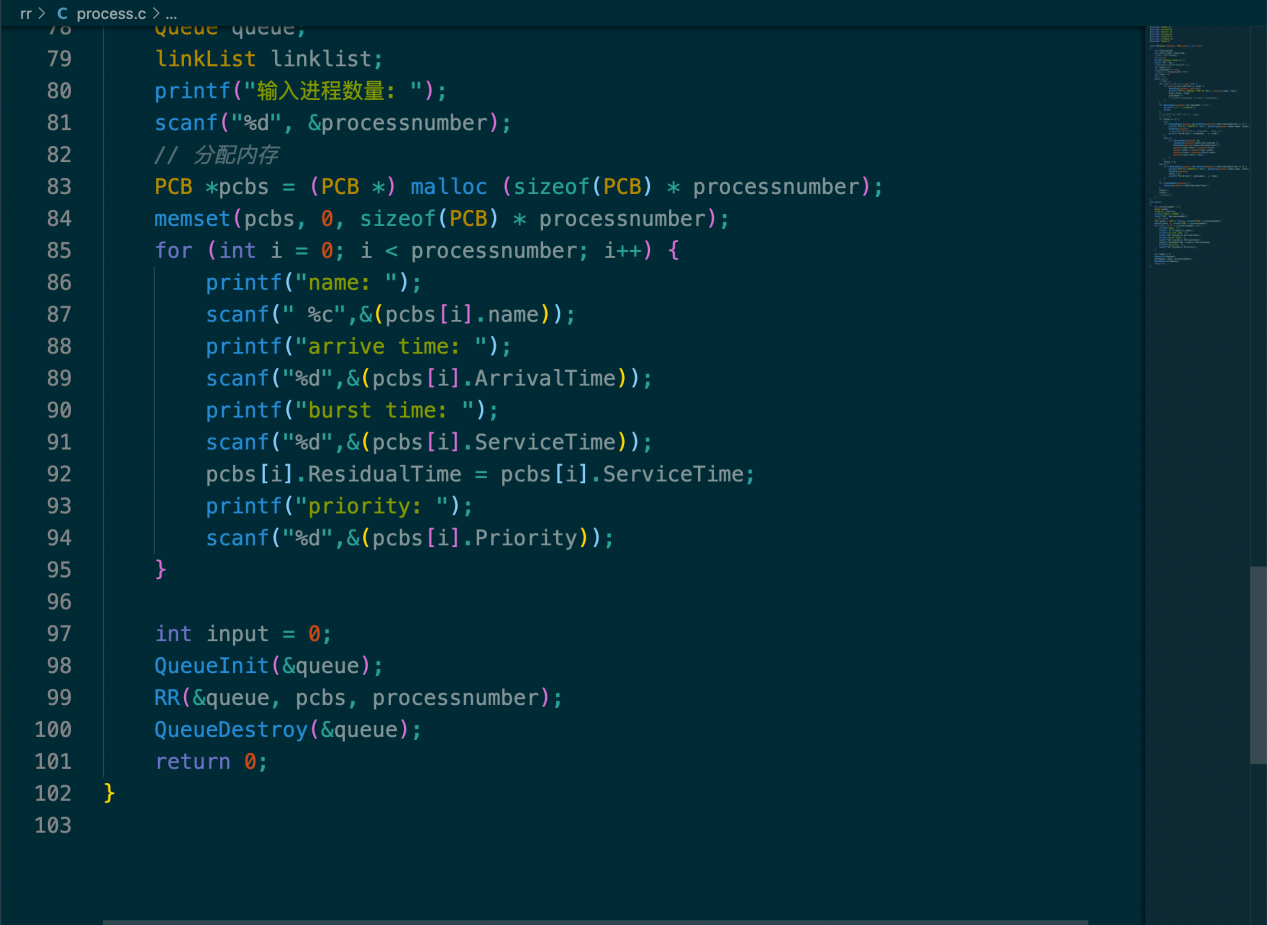 rr > C process.c > ...
78 Queue queue;
79 linkList linklist;
80 printf("输入进程数量: ");
81 scanf("%d", &processnumber);
82 // 分配内存
83 PCB *pcbs = (PCB *) malloc (sizeof(PCB) * processnumber);
84 memset(pcbs, 0, sizeof(PCB) * processnumber);
85 for (int i = 0; i < processnumber; i++) {
86 printf("name: ");
87 scanf(" %c",&(pcbs[i].name));
88 printf("arrive time: ");
89 scanf("%d",&(pcbs[i].ArrivalTime));
90 printf("burst time: ");
91 scanf("%d",&(pcbs[i].ServiceTime));
92 pcbs[i].ResidualTime = pcbs[i].ServiceTime;
93 printf("priority: ");
94 scanf("%d",&(pcbs[i].Priority));
95 }
96
97 int input = 0;
98 QueueInit(&queue);
99 RR(&queue, pcbs, processnumber);
100 QueueDestroy(&queue);
101 return 0;
102 }
103